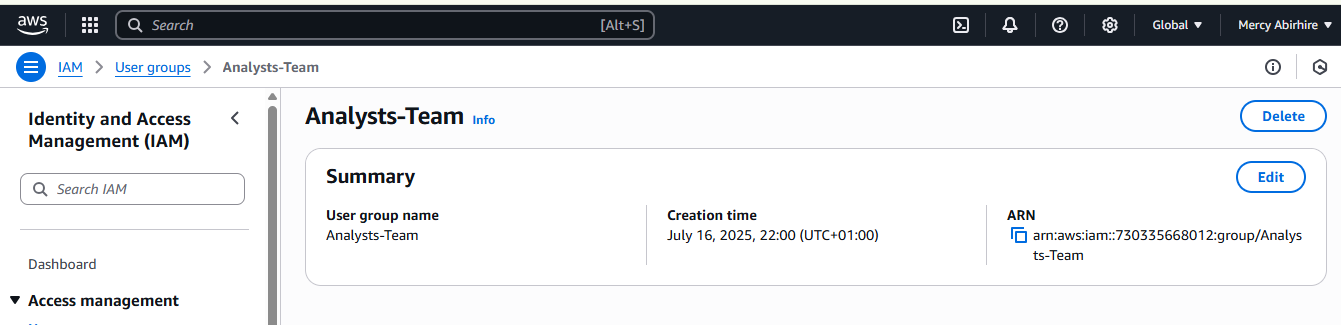 aws
Search
[Alt+S]
Global
Mercy Abirhire
IAM
User groups
Analysts-Team
Identity and Access
Management (IAM)
Search IAM
Dashboard
Access management
Analysts-Team
Info
Delete
Summary
Edit
User group name
Analysts-Team
Creation time
July 16, 2025, 22:00 (UTC+01:00)
ARN
arn:aws:iam::730335668012:group/Analys
ts-Team